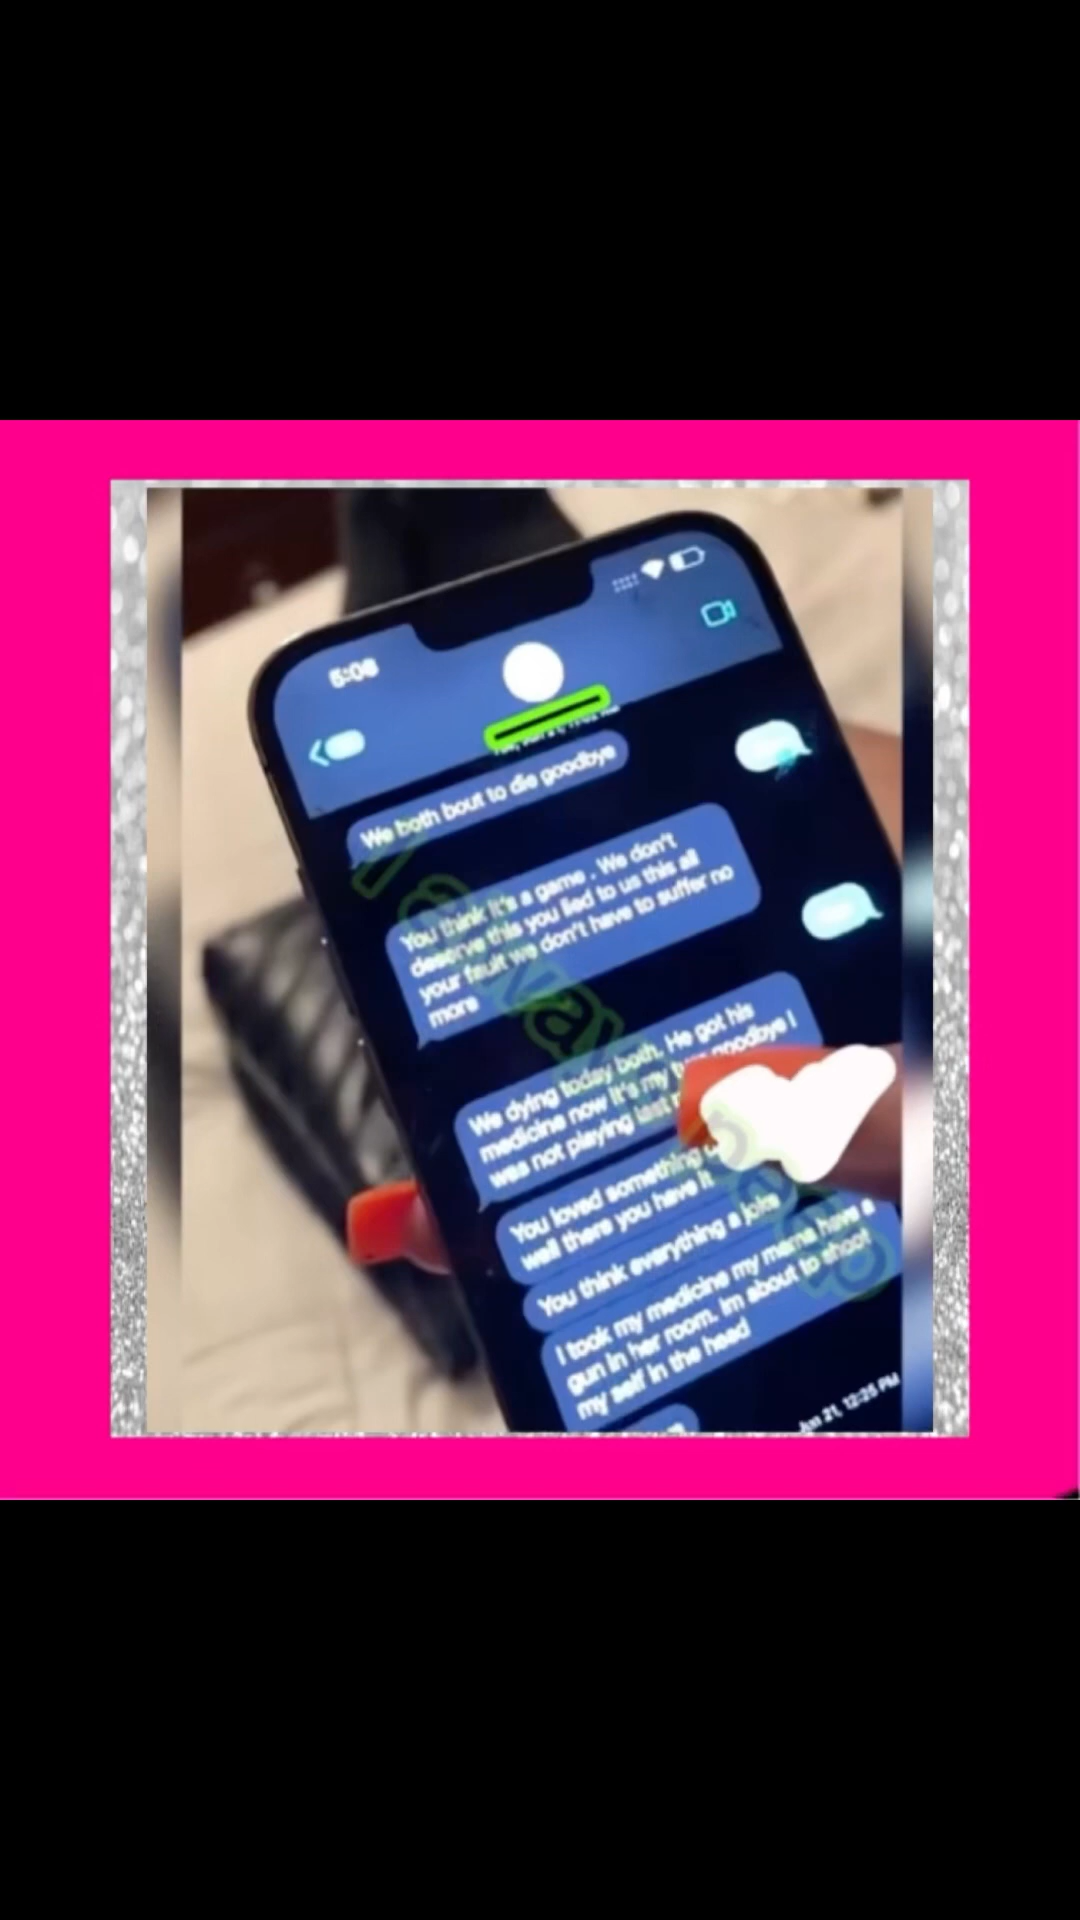 5:06
We both bout to die goodbye
You think it's a game . We don't
deserve this you lied to us this all
your fault we don't have to suffer no
more
We dying today both. He got his
medicine now it's my goodbye I
was not playing last
You loved something
well there you have it
You think everything a joke
I took my medicine my mama have a
gun in her room. Im about to shoot
my self in the head
Jun 21, 12:25 PM